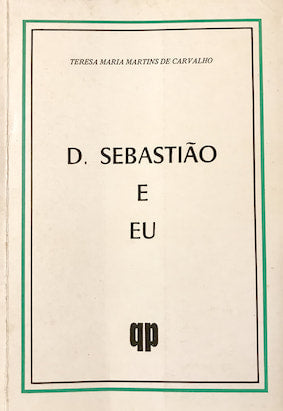 TERESA MARIA MARTINS DE CARVALHO
D. SEBASTIÃO
E
EU
qp